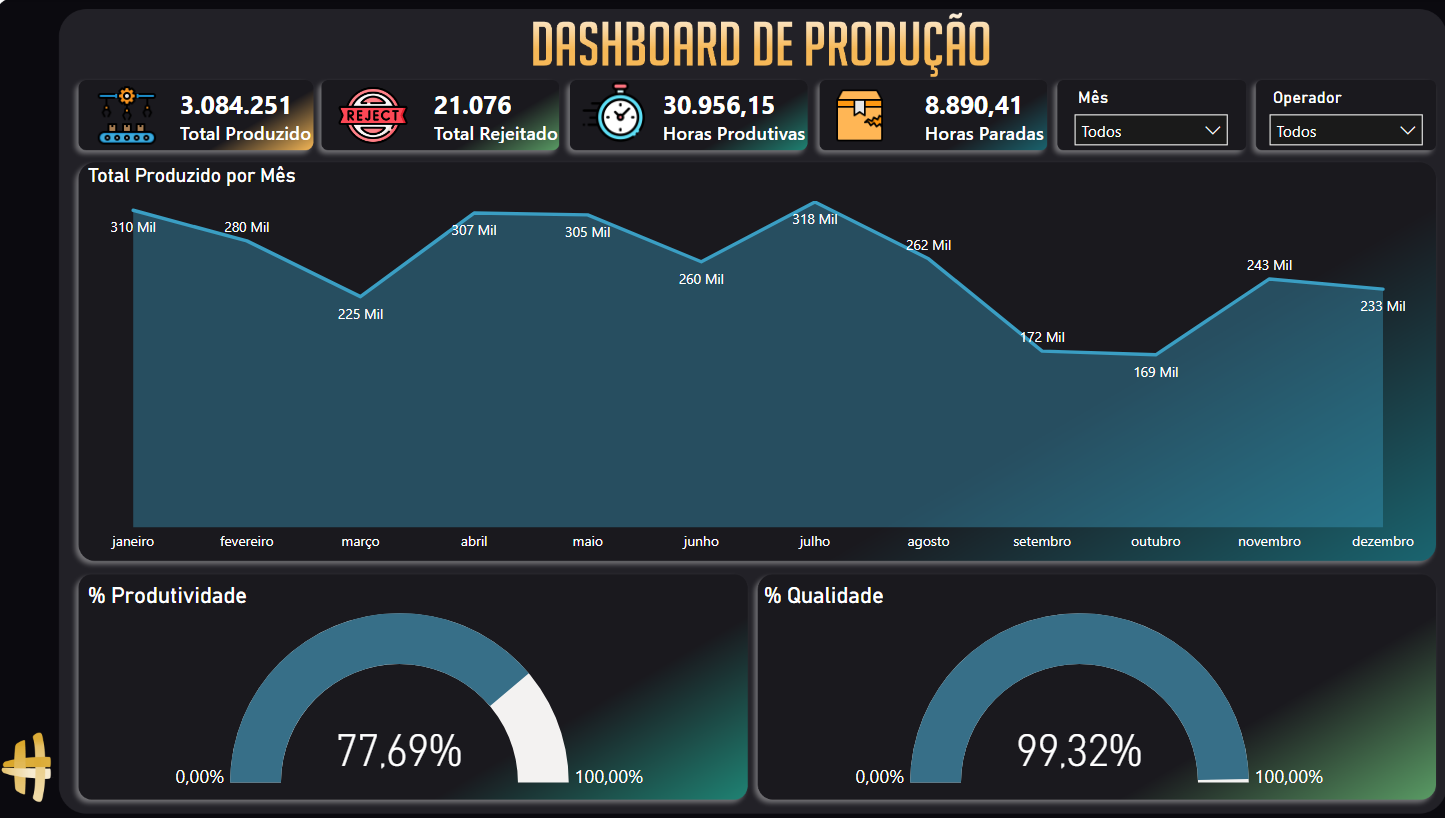 DASHBOARD DE PRODUÇÃO
3.084.251
Total Produzido
REJECT
21.076
Total Rejeitado
30.956,15
Horas Produtivas
8.890,41
Horas Paradas
Mês
Todos
Operador
Todos
Total Produzido por Mês
310 Mil
280 Mil
225 Mil
307 Mil
305 Mil
260 Mil
318 Mil
262 Mil
172 Mil
169 Mil
243 Mil
233 Mil
janeiro fevereiro março abril maio junho julho agosto setembro outubro novembro dezembro
% Produtividade
77,69%
0,00% 100,00%
% Qualidade
99,32%
0,00% 100,00%